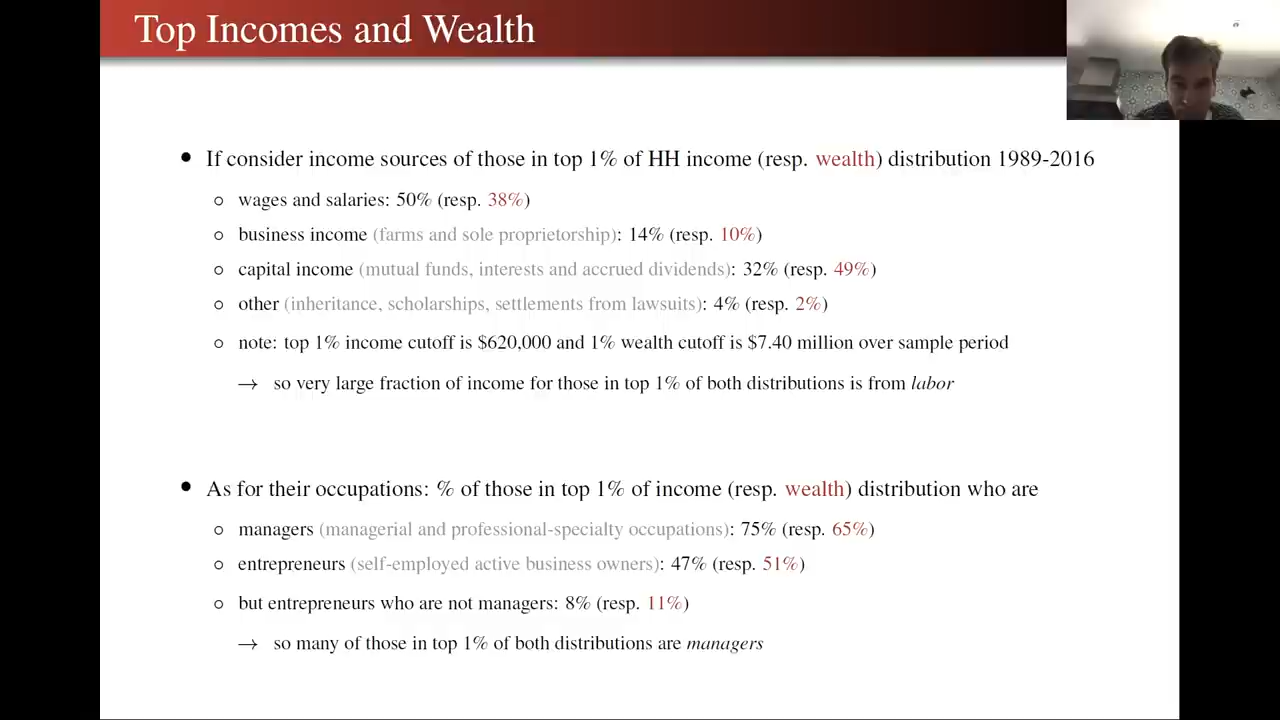 Top Incomes and Wealth
• If consider income sources of those in top 1% of HH income (resp. wealth) distribution 1989-2016
○ wages and salaries: 50% (resp. 38%)
○ business income (farms and sole proprietorship): 14% (resp. 10%)
○ capital income (mutual funds, interests and accrued dividends): 32% (resp. 49%)
○ other (inheritance, scholarships, settlements from lawsuits): 4% (resp. 2%)
○ note: top 1% income cutoff is $620,000 and 1% wealth cutoff is $7.40 million over sample period
→ so very large fraction of income for those in top 1% of both distributions is from labor
• As for their occupations: % of those in top 1% of income (resp. wealth) distribution who are
○ managers (managerial and professional-specialty occupations): 75% (resp. 65%)
○ entrepreneurs (self-employed active business owners): 47% (resp. 51%)
○ but entrepreneurs who are not managers: 8% (resp. 11%)
→ so many of those in top 1% of both distributions are managers